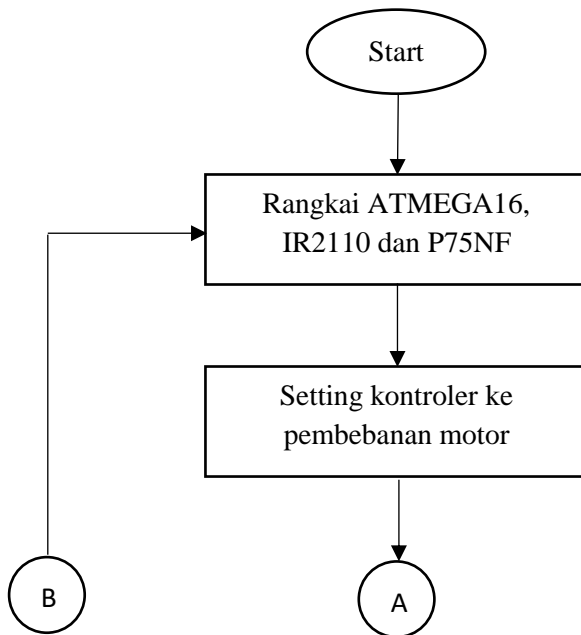 Start
Rangkai ATMEGA16,
IR2110 dan P75NF
Setting kontroler ke
pembebanan motor
B
A